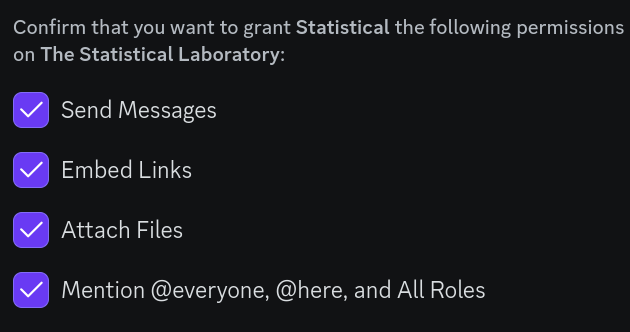 Confirm that you want to grant Statistical the following permissions
on The Statistical Laboratory:
Send Messages
Embed Links
Attach Files
Mention @everyone, @here, and All Roles